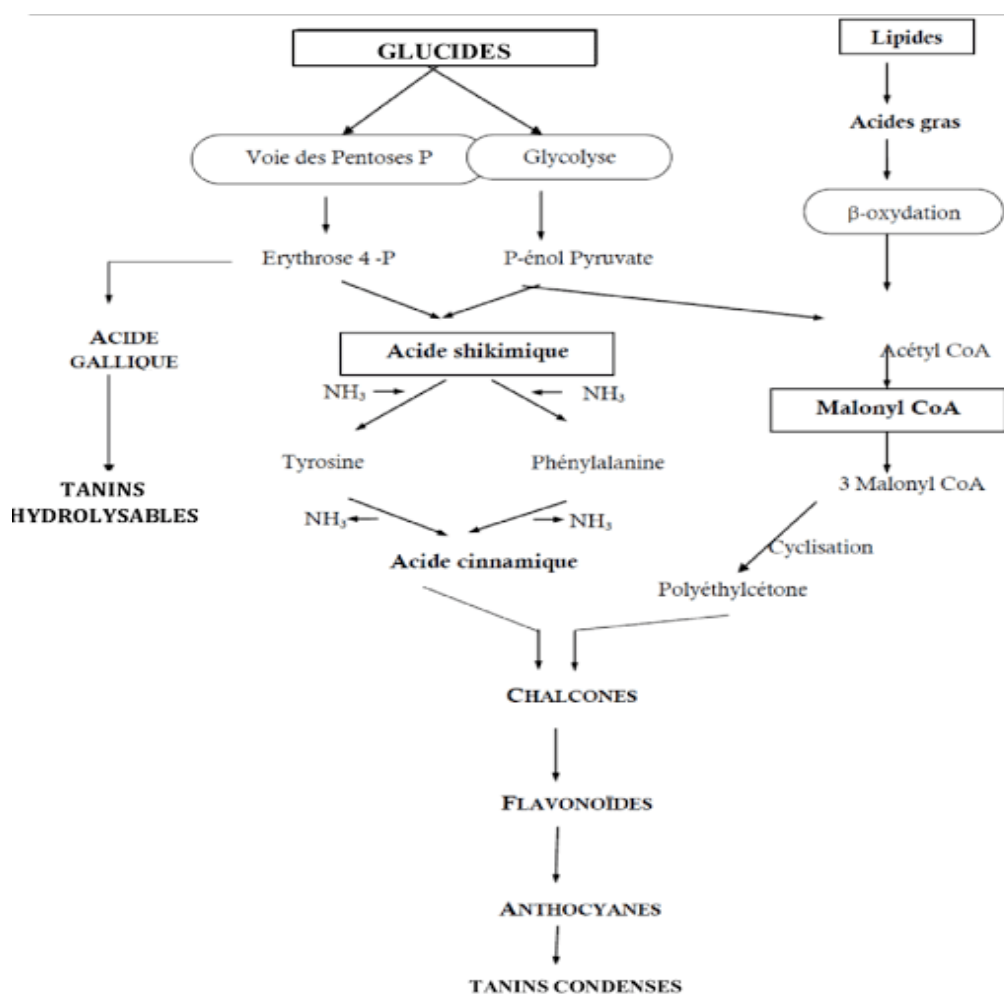 GLUCIDES
Lipides
Acides gras
Voie des Pentoses P
Glycolyse
β-oxydation
Erythrose 4 -P
P-énol Pyruvate
ACIDE
GALLIQUE
Acide shikimique
Acétyl CoA
NH₃
NH₃
Malonyl CoA
Tyrosine
Phénylalanine
3 Malonyl CoA
TANINS
HYDROLYSABLES
NH₃
NH₃
Cyclisation
Acide cinnamique
Polyéthylcétone
CHALCONES
FLAVONOÏDES
ANTHOCYANES
TANINS CONDENSES